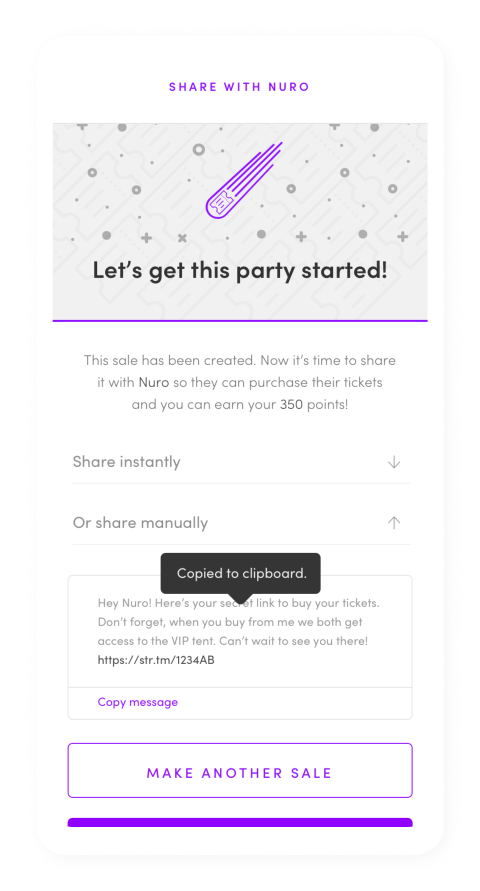 SHARE WITH NURO
Let’s get this party started!
This sale has been created. Now it’s time to share
it with Nuro so they can purchase their tickets
and you can earn your 350 points!
Share instantly
Or share manually
Copied to clipboard.
Hey Nuro! Here’s your secret link to buy your tickets.
Don’t forget, when you buy from me we both get
access to the VIP tent. Can’t wait to see you there!
https://str.tm/1234AB
Copy message
MAKE ANOTHER SALE